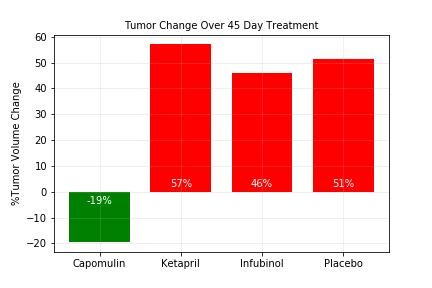 Tumor Change Over 45 Day Treatment
%Tumor Volume Change
60
50
40
30
20
10
0
−10
−20
-19%
57%
46%
51%
Capomulin
Ketapril
Infubinol
Placebo